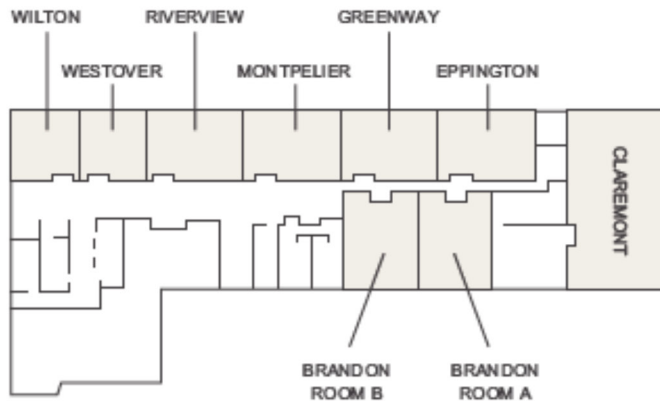 WILTON
RIVERVIEW
GREENWAY
WESTOVER
MONTPELIER
EPPINGTON
CLAREMONT
BRANDON
ROOM B
BRANDON
ROOM A